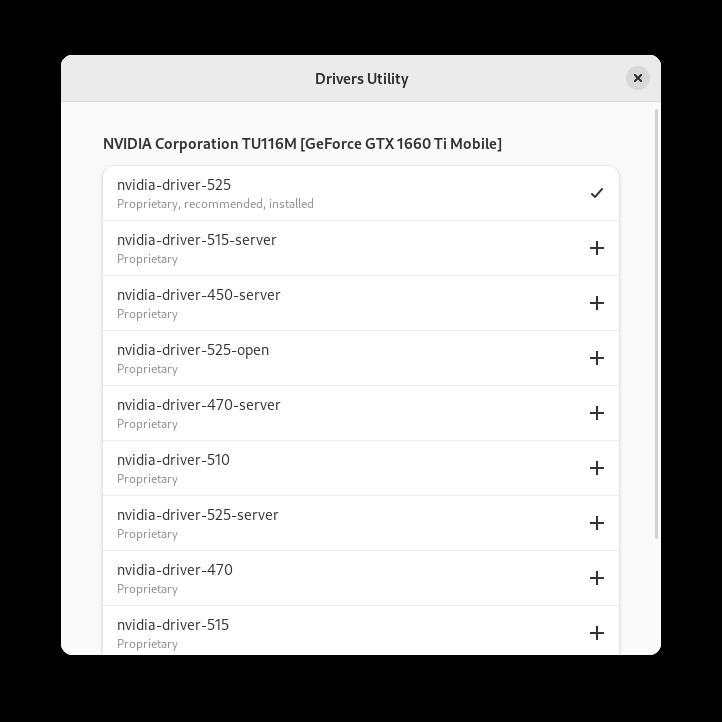 Drivers Utility
NVIDIA Corporation TU116M [GeForce GTX 1660 Ti Mobile]
nvidia-driver-525
Proprietary, recommended, installed
nvidia-driver-515-server
Proprietary
nvidia-driver-450-server
Proprietary
nvidia-driver-525-open
Proprietary
nvidia-driver-470-server
Proprietary
nvidia-driver-510
Proprietary
nvidia-driver-525-server
Proprietary
nvidia-driver-470
Proprietary
nvidia-driver-515
Proprietary